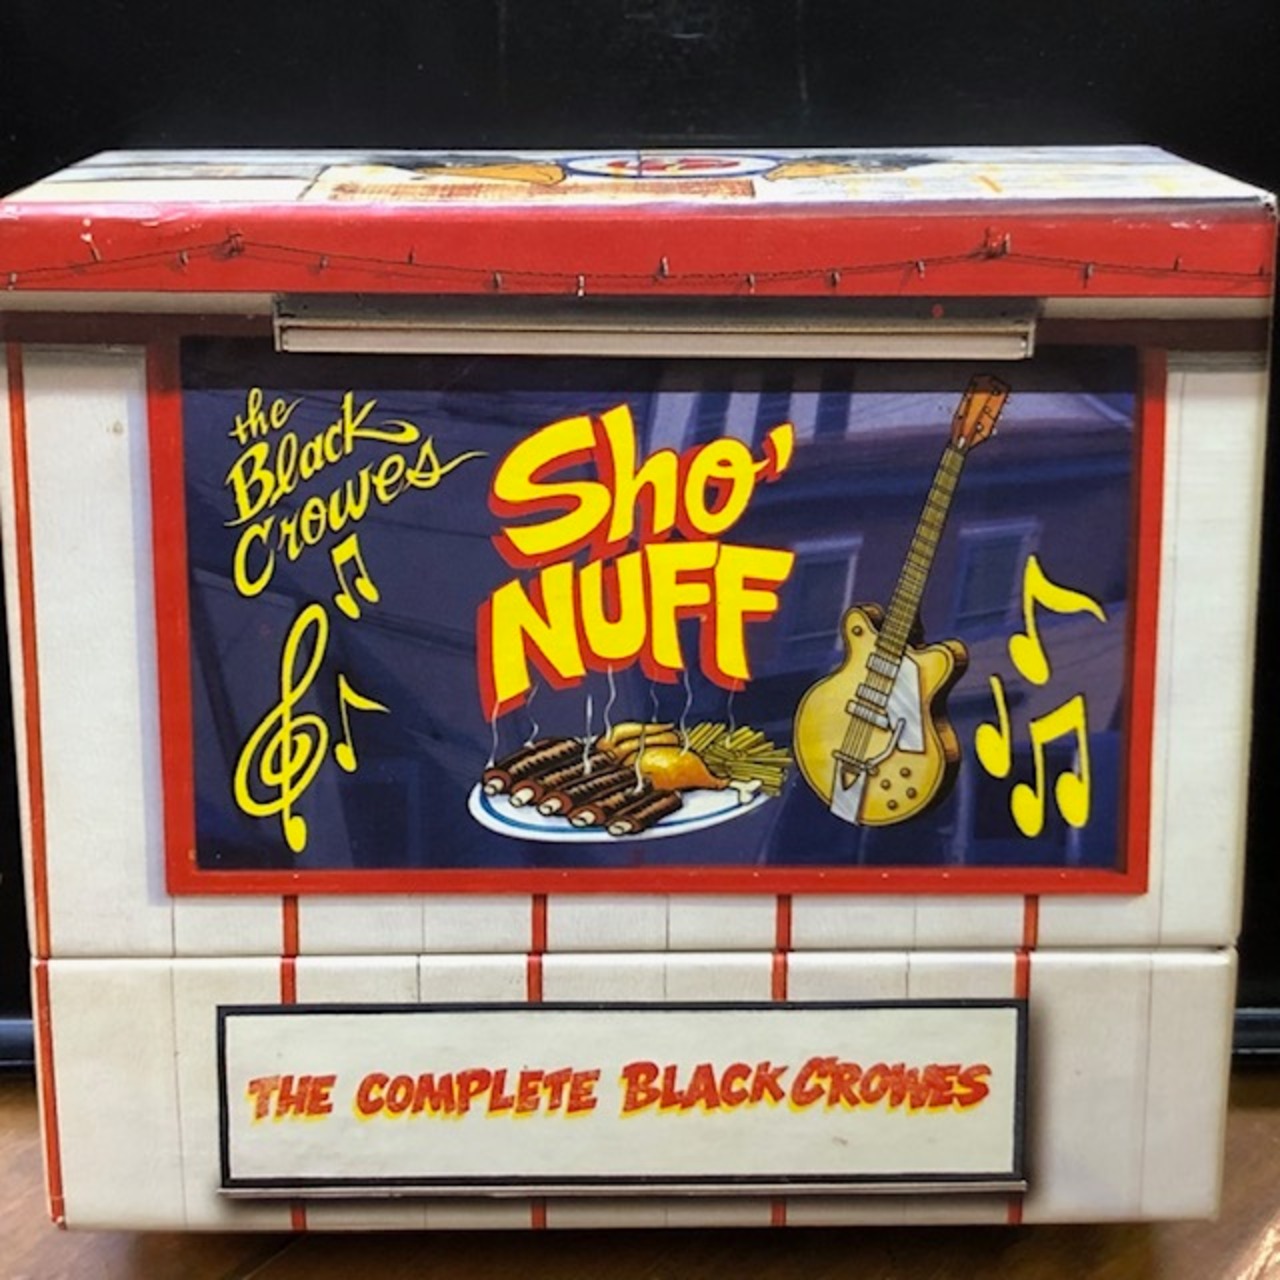 the
Black
Crowes
Sho'
NUFF
THE COMPLETE BLACK CROWES